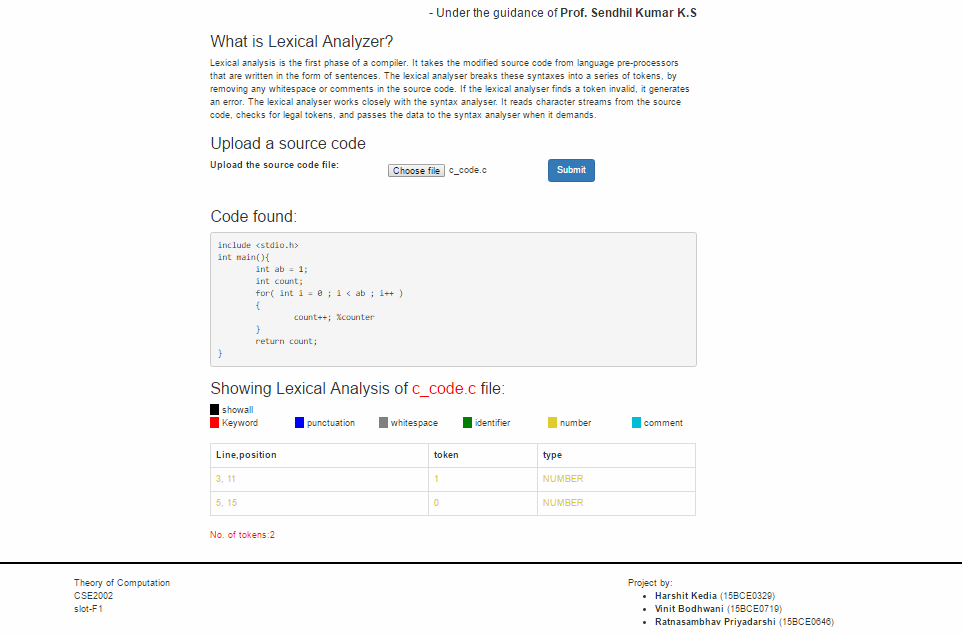 - Under the guidance of Prof. Sendhil Kumar K.S
What is Lexical Analyzer?
Lexical analysis is the first phase of a compiler. It takes the modified source code from language pre-processors
that are written in the form of sentences. The lexical analyser breaks these syntaxes into a series of tokens, by
removing any whitespace or comments in the source code. If the lexical analyser finds a token invalid, it generates
an error. The lexical analyser works closely with the syntax analyser. It reads character streams from the source
code, checks for legal tokens, and passes the data to the syntax analyser when it demands.
Upload a source code
Upload the source code file: Choose file c_code.c Submit
Code found:
include <stdio.h>
int main(){
int ab = 1;
int count;
for( int i = 0 ; i < ab ; i++ )
{
count++; %counter
}
return count;
}
Showing Lexical Analysis of c_code.c file:
showall
Keyword punctuation whitespace identifier number comment
Line,position token type
3, 11 1 NUMBER
5, 15 0 NUMBER
No. of tokens:2
Theory of Computation
CSE2002
slot-F1
Project by:
• Harshit Kedia (15BCE0329)
• Vinit Bodhwani (15BCE0719)
• Ratnasambhav Priyadarshi (15BCE0646)